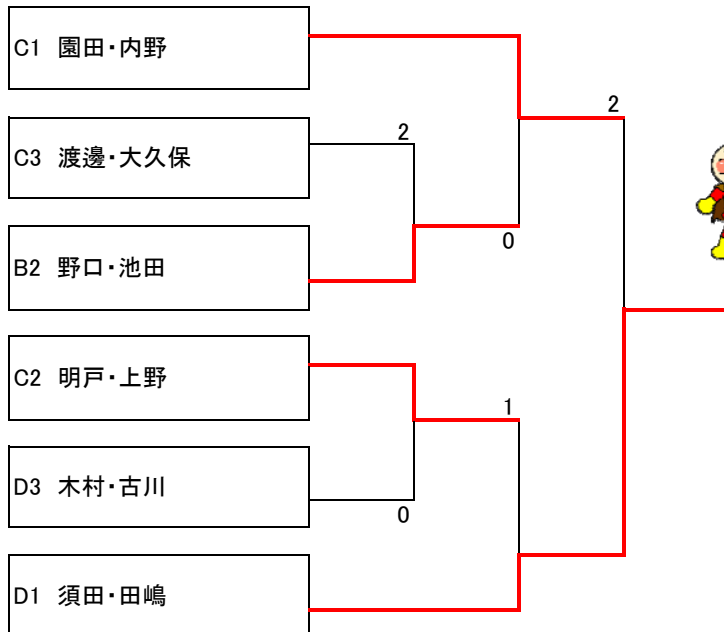 C1 園田・内野
2
C3 渡邊・大久保
2
0
B2 野口・池田
C2 明戸・上野
1
D3 木村・古川
0
D1 須田・田嶋